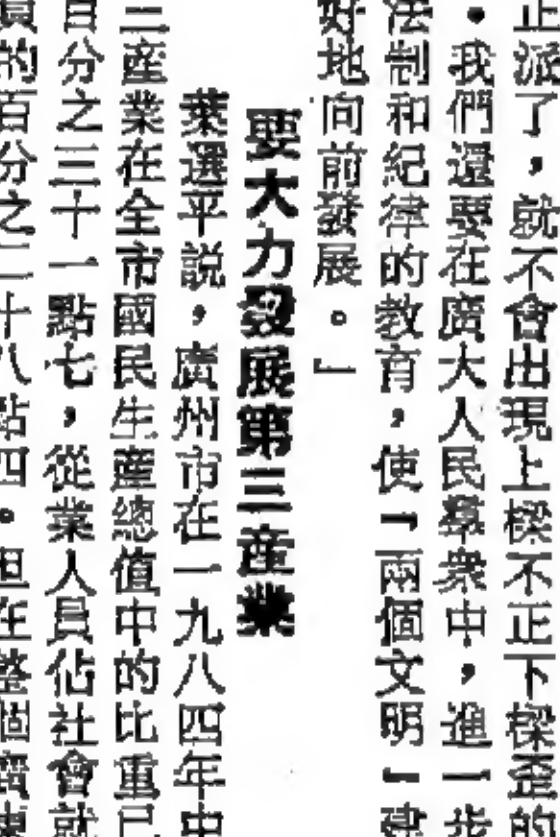 正派了，就不會出現上樑不正下樑歪的
。我們還要在廣大人民羣衆中，進一步
法制和紀律的教育，使「兩個文明」建
好地向前發展。」
要大力發展第三產業
葉選平說，廣州市在一九八四年中
三產業在全市國民生產總值中的比重已
百分之三十一點七，從業人員佔社會就
員的百分之二十八點四。但在整個